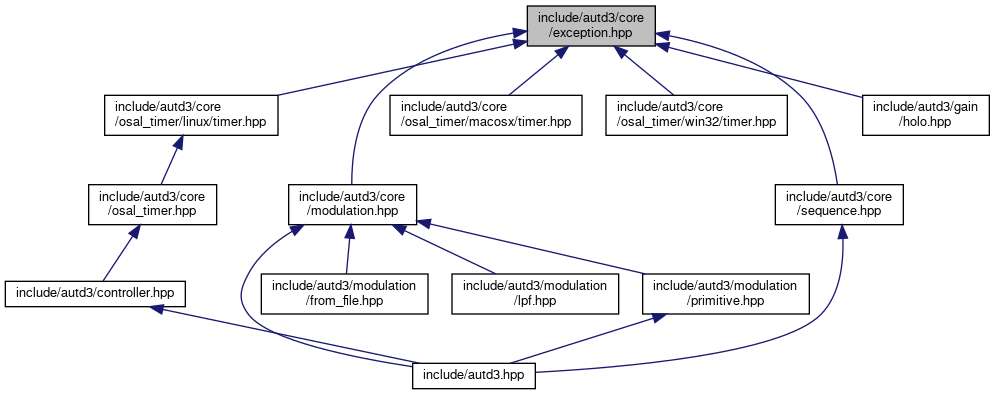 include/autd3/core
/exception.hpp
include/autd3/core
/osal_timer/linux/timer.hpp
include/autd3/core
/osal_timer/macosx/timer.hpp
include/autd3/core
/osal_timer/win32/timer.hpp
include/autd3/gain
/holo.hpp
include/autd3/core
/osal_timer.hpp
include/autd3/core
/modulation.hpp
include/autd3/core
/sequence.hpp
include/autd3/controller.hpp
include/autd3/modulation
/from_file.hpp
include/autd3/modulation
/lpf.hpp
include/autd3/modulation
/primitive.hpp
include/autd3.hpp